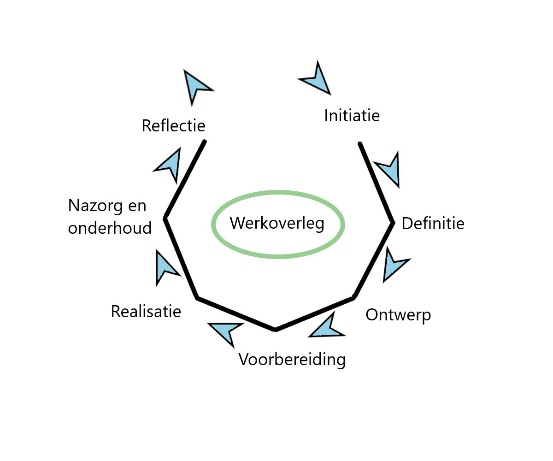 Initiatie
Definitie
Ontwerp
Voorbereiding
Realisatie
Nazorg en
onderhoud
Reflectie
Werkoverleg